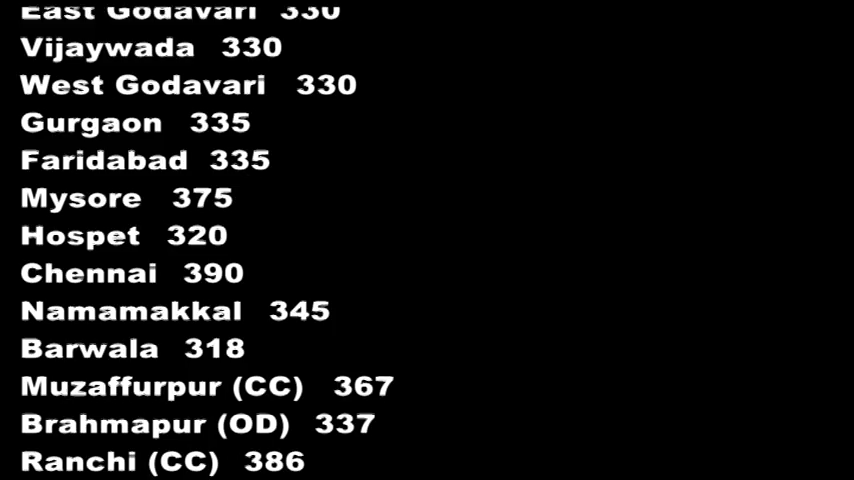 East Godavari 330
Vijaywada 330
West Godavari 330
Gurgaon 335
Faridabad 335
Mysore 375
Hospet 320
Chennai 390
Namamakkal 345
Barwala 318
Muzaffurpur (CC) 367
Brahmapur (OD) 337
Ranchi (CC) 386